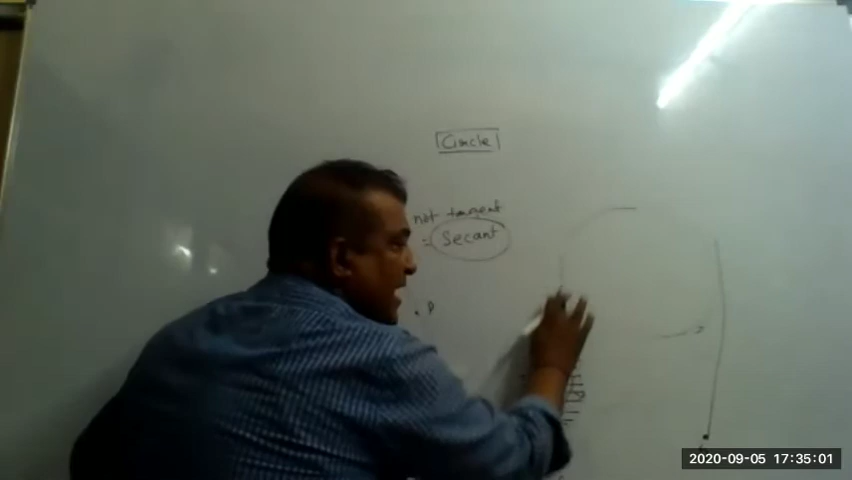 Circle
not tangent
: Secant
. P
2020-09-05 17:35:01